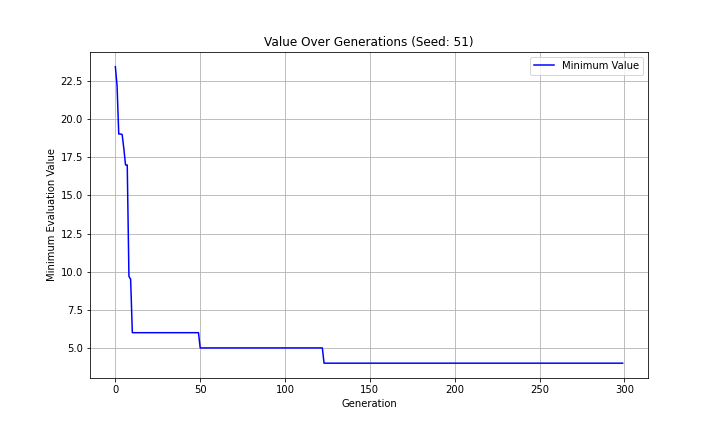 Value Over Generations (Seed: 51)
Minimum Value
Minimum Evaluation Value
22.5
20.0
17.5
15.0
12.5
10.0
7.5
5.0
0 50 100 150 200 250 300
Generation